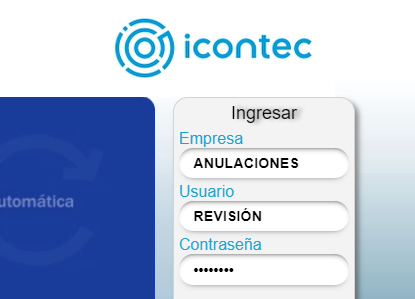 icontec
Ingresar
Empresa
ANULACIONES
utomática
Usuario
REVISIÓN
Contraseña
••••••••